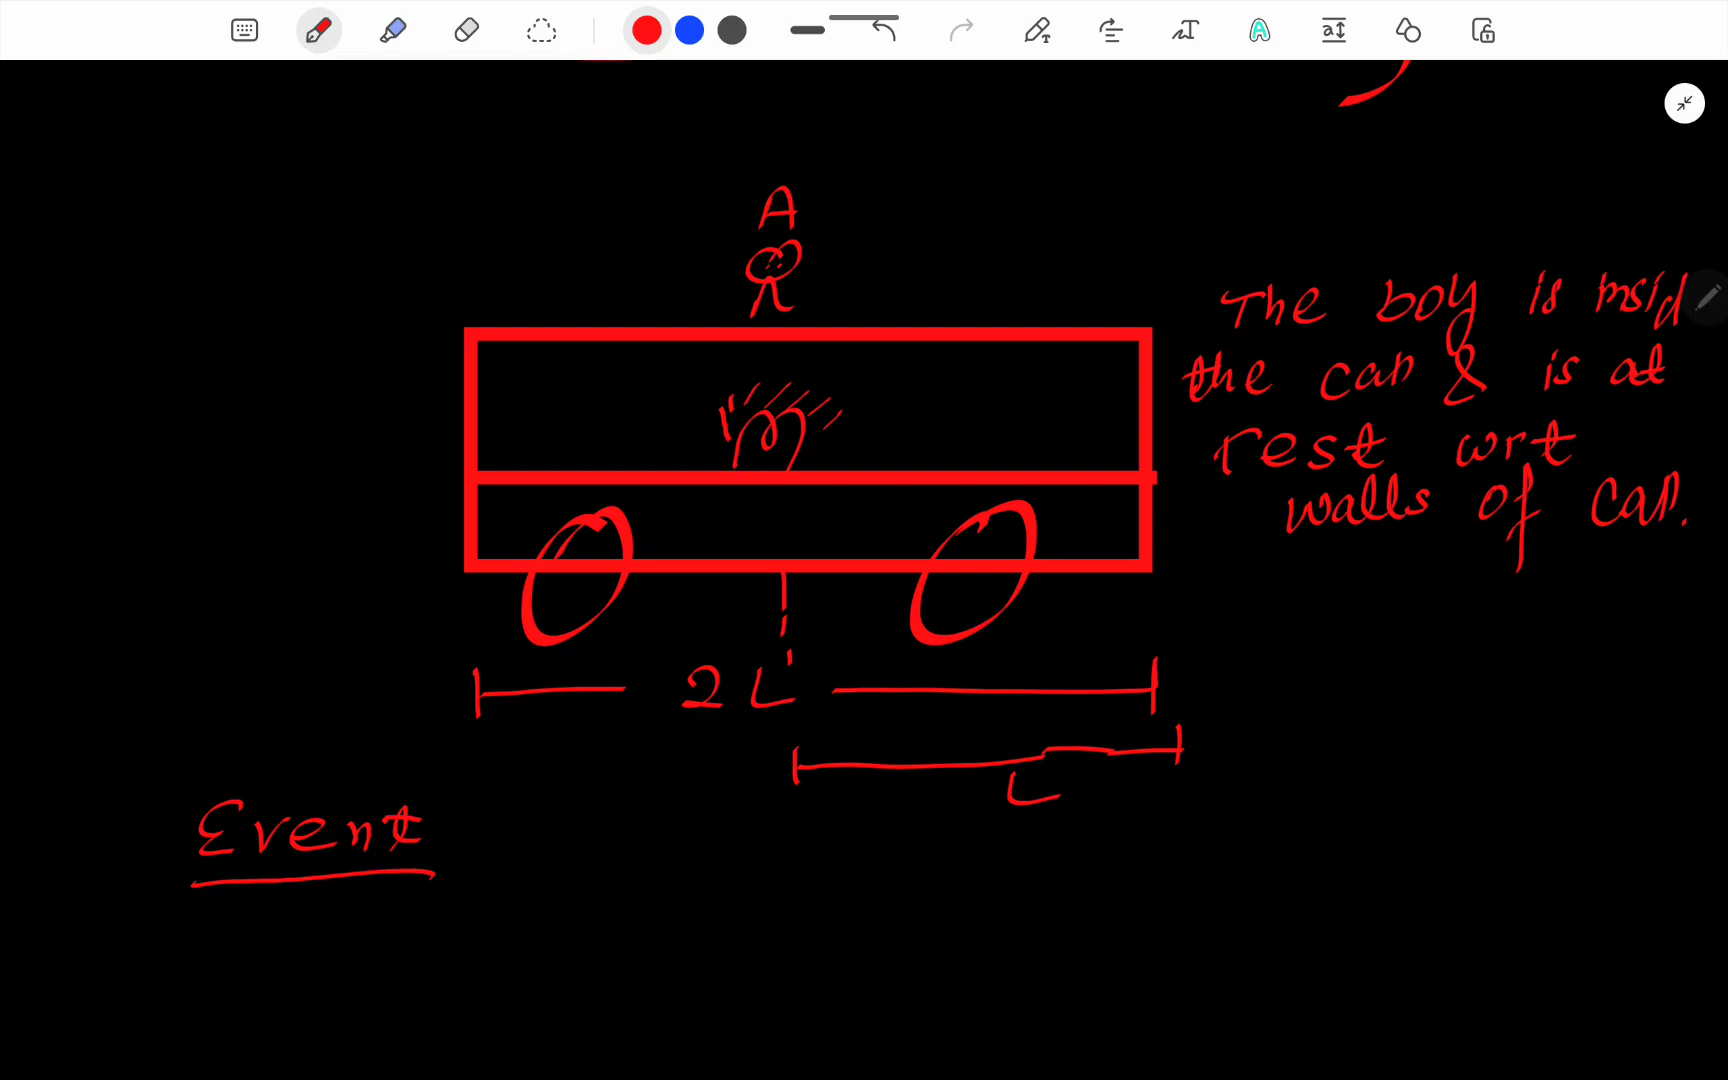 A
The boy is insid
the car & is at
rest wrt
walls of car.
2L
L
Event